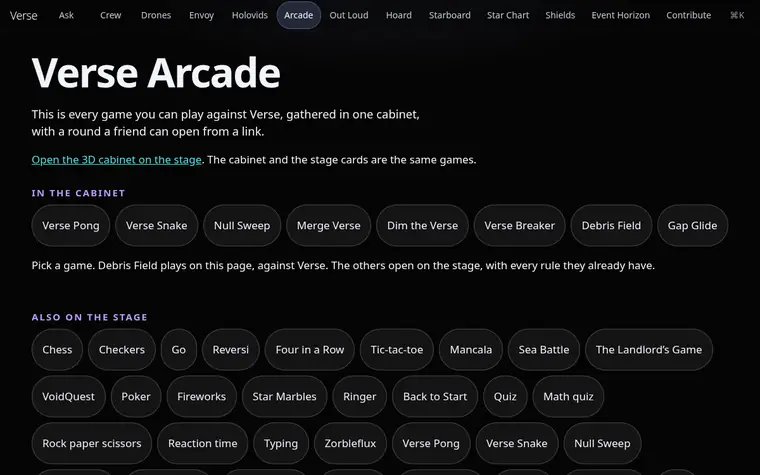 Verse Ask Crew Drones Envoy Holovids Arcade Out Loud Hoard Starboard Star Chart Shields Event Horizon Contribute ⌘K
Verse Arcade
This is every game you can play against Verse, gathered in one cabinet,
with a round a friend can open from a link.
Open the 3D cabinet on the stage. The cabinet and the stage cards are the same games.
IN THE CABINET
Verse Pong Verse Snake Null Sweep Merge Verse Dim the Verse Verse Breaker Debris Field Gap Glide
Pick a game. Debris Field plays on this page, against Verse. The others open on the stage, with every rule they already have.
ALSO ON THE STAGE
Chess Checkers Go Reversi Four in a Row Tic-tac-toe Mancala Sea Battle The Landlord’s Game
VoidQuest Poker Fireworks Star Marbles Ringer Back to Start Quiz Math quiz
Rock paper scissors Reaction time Typing Zorbleflux Verse Pong Verse Snake Null Sweep